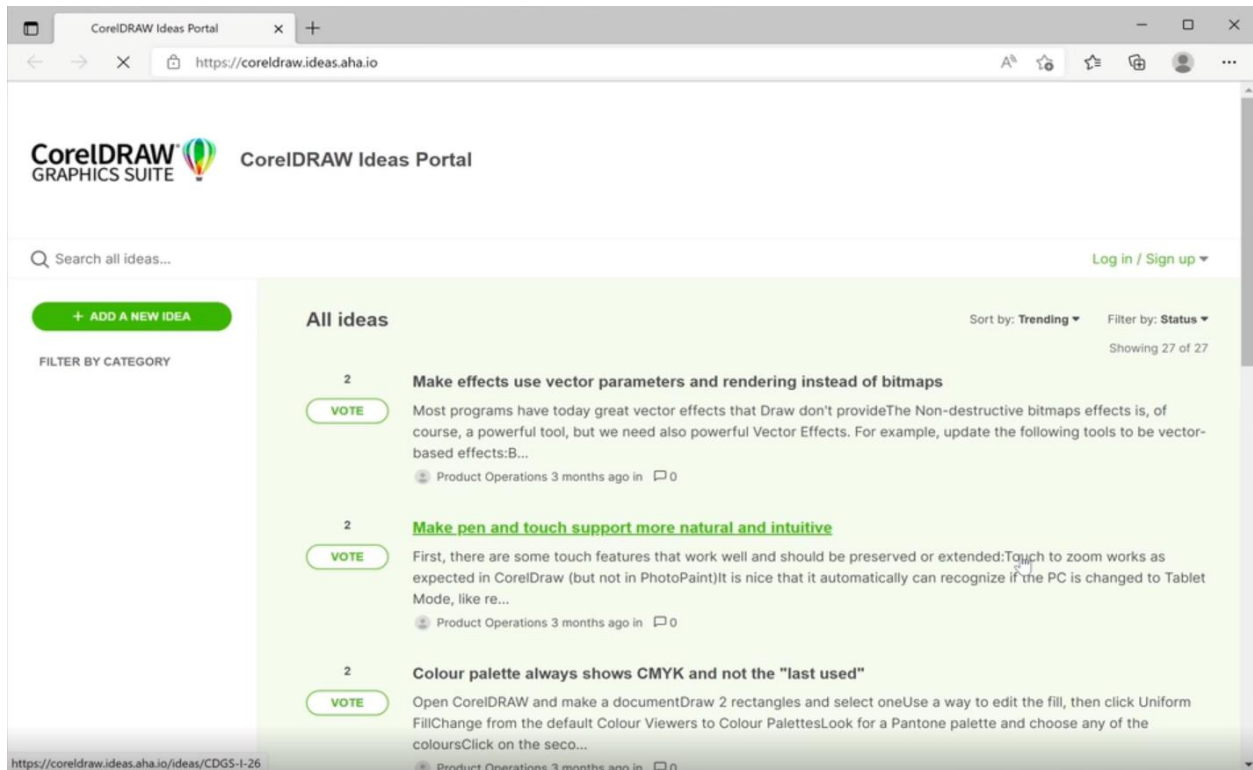 CorelDRAW Ideas Portal
https://coreldraw.ideas.aha.io
CorelDRAW
GRAPHICS SUITE
CorelDRAW Ideas Portal
Search all ideas...
Log in / Sign up
+ ADD A NEW IDEA
FILTER BY CATEGORY
All ideas
Sort by: Trending
Filter by: Status
Showing 27 of 27
2
VOTE
Make effects use vector parameters and rendering instead of bitmaps
Most programs have today great vector effects that Draw don't provideThe Non-destructive bitmaps effects is, of
course, a powerful tool, but we need also powerful Vector Effects. For example, update the following tools to be vector-
based effects:B...
Product Operations 3 months ago in 0
2
VOTE
Make pen and touch support more natural and intuitive
First, there are some touch features that work well and should be preserved or extended:Touch to zoom works as
expected in CorelDraw (but not in PhotoPaint)It is nice that it automatically can recognize if the PC is changed to Tablet
Mode, like re...
Product Operations 3 months ago in 0
2
VOTE
Colour palette always shows CMYK and not the "last used"
Open CorelDRAW and make a documentDraw 2 rectangles and select oneUse a way to edit the fill, then click Uniform
FillChange from the default Colour Viewers to Colour PalettesLook for a Pantone palette and choose any of the
coloursClick on the seco...
Product Operations 3 months ago in 0
https://coreldraw.ideas.aha.io/ideas/CDGS-I-26